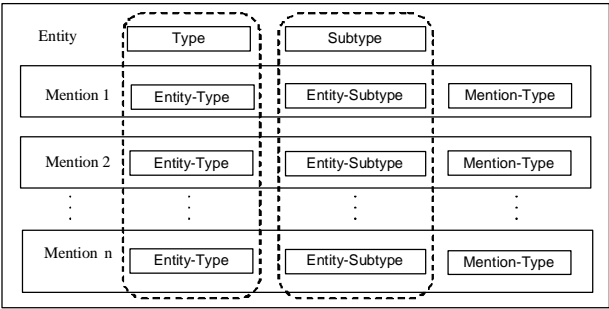 Entity Type Subtype
Mention 1 Entity-Type Entity-Subtype Mention-Type
Mention 2 Entity-Type Entity-Subtype Mention-Type
Mention n Entity-Type Entity-Subtype Mention-Type